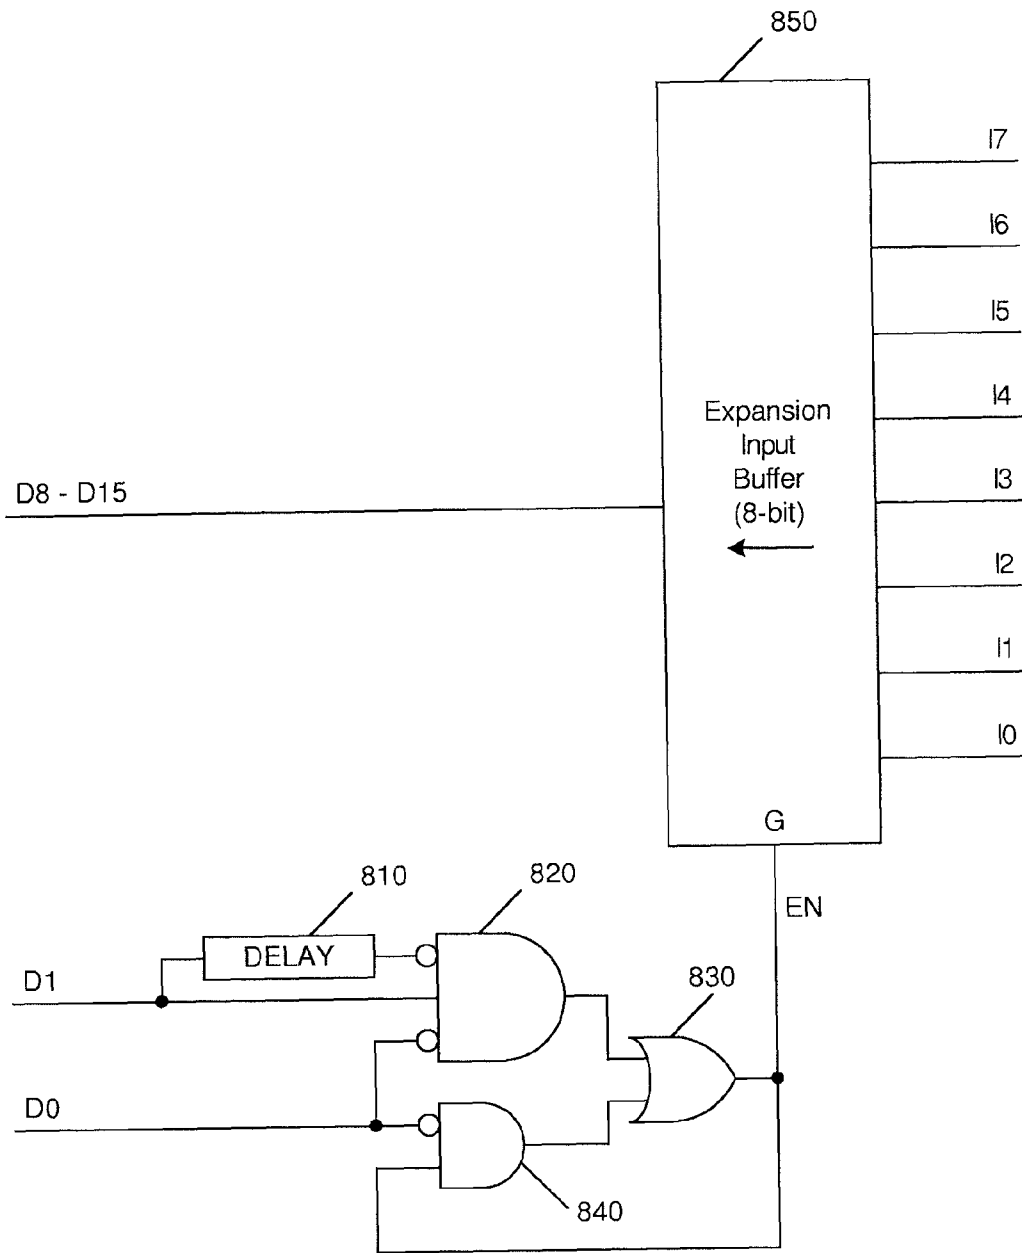 850
I7
I6
I5
I4
Expansion
Input
Buffer
(8-bit)
I3
D8 - D15
I2
I1
I0
G
810
820
EN
DELAY
D1
830
D0
840